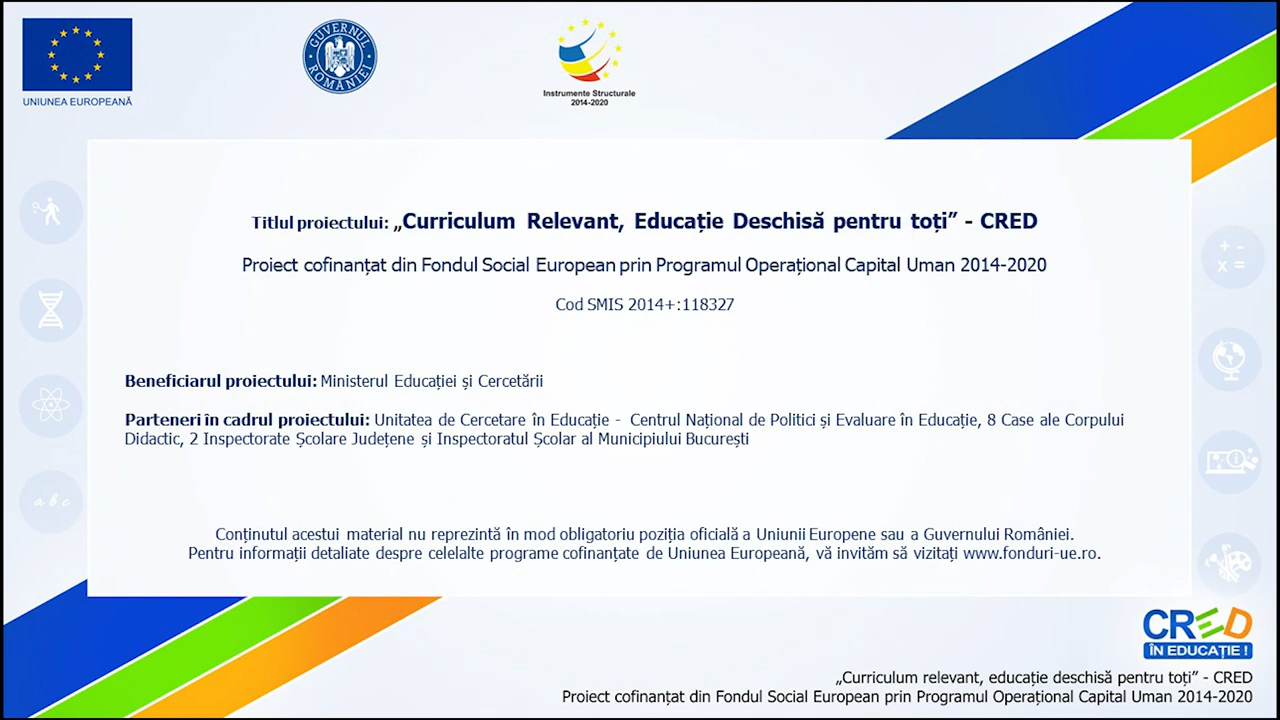 UNIUNEA EUROPEANĂ
GUVERNUL ROMÂNIEI
Instrumente Structurale
2014-2020
Titlul proiectului: „Curriculum Relevant, Educație Deschisă pentru toți” - CRED
Proiect cofinanțat din Fondul Social European prin Programul Operațional Capital Uman 2014-2020
Cod SMIS 2014+:118327
Beneficiarul proiectului: Ministerul Educației și Cercetării
Parteneri în cadrul proiectului: Unitatea de Cercetare în Educație - Centrul Național de Politici și Evaluare în Educație, 8 Case ale Corpului
Didactic, 2 Inspectorate Școlare Județene și Inspectoratul Școlar al Municipiului București
Conținutul acestui material nu reprezintă în mod obligatoriu poziția oficială a Uniunii Europene sau a Guvernului României.
Pentru informații detaliate despre celelalte programe cofinanțate de Uniunea Europeană, vă invităm să vizitați www.fonduri-ue.ro.
+ -
x =
a b c
CRED
ÎN EDUCAȚIE !
„Curriculum relevant, educație deschisă pentru toți” - CRED
Proiect cofinanțat din Fondul Social European prin Programul Operațional Capital Uman 2014-2020